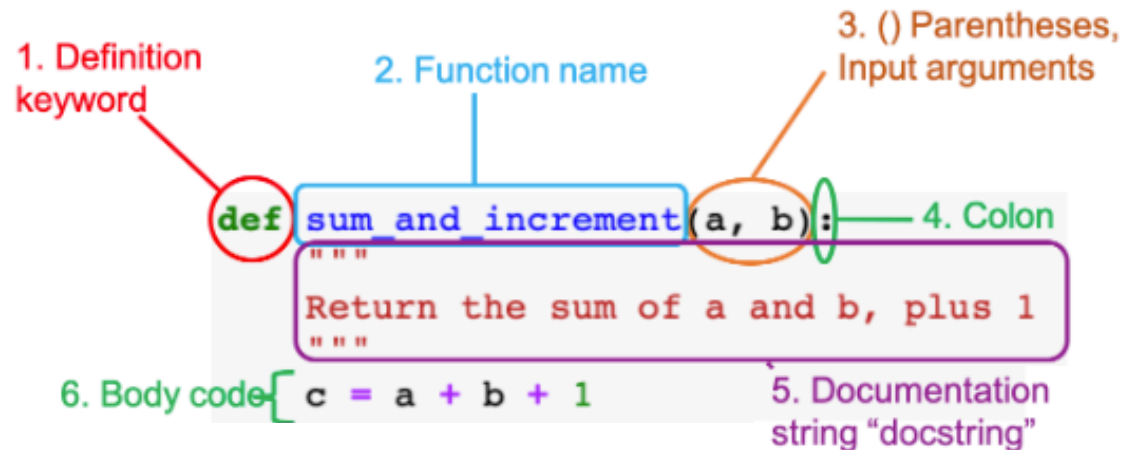 1. Definition
keyword
2. Function name
3. () Parentheses,
Input arguments
def sum_and_increment(a, b):
4. Colon
"""
Return the sum of a and b, plus 1
"""
6. Body code
c = a + b + 1
5. Documentation
string “docstring”